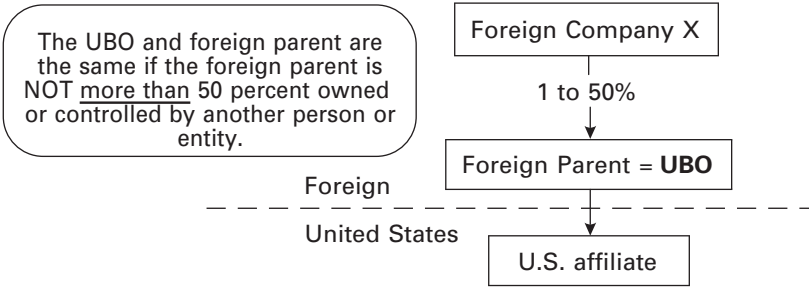 The UBO and foreign parent are
the same if the foreign parent is
NOT more than 50 percent owned
or controlled by another person or
entity.
Foreign Company X
1 to 50%
Foreign Parent = UBO
Foreign
United States
U.S. affiliate